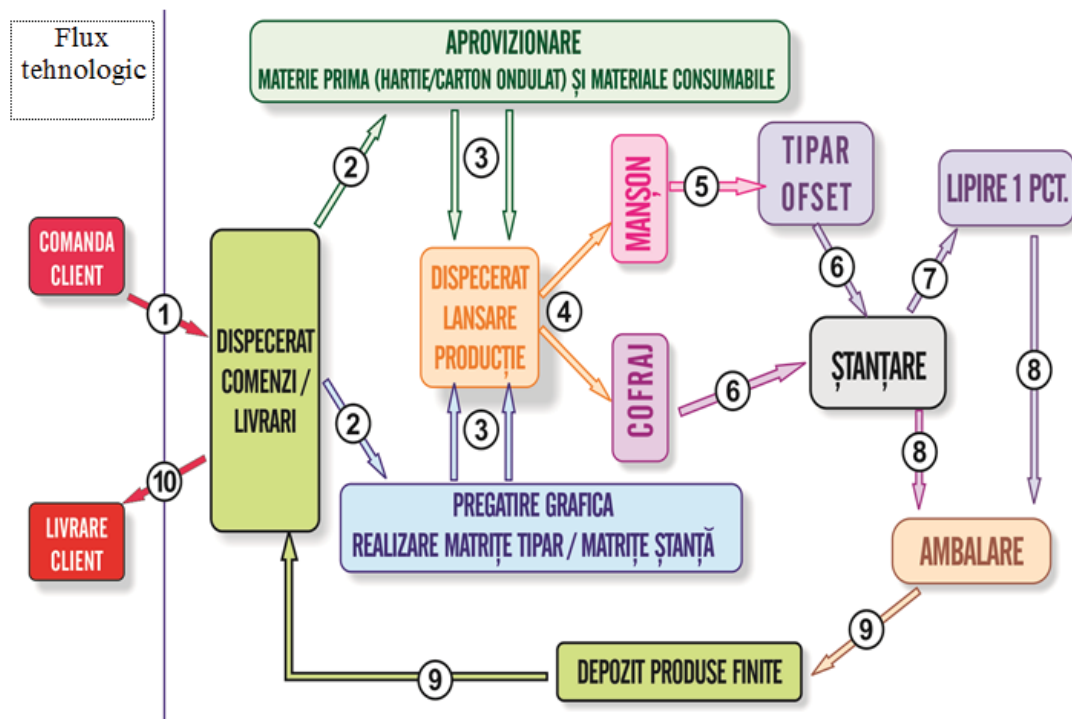 Flux
tehnologic
APROVIZIONARE
MATERIE PRIMA (HARTIE/CARTON ONDULAT) ȘI MATERIALE CONSUMABILE
2
3
MANȘON
5
TIPAR
OFSET
LIPIRE 1 PCT.
COMANDA
CLIENT
1
DISPECERAT
COMENZI /
LIVRARI
DISPECERAT
LANSARE
PRODUCȚIE
4
6
7
ȘTANȚARE
8
COFRAJ
6
2
3
8
10
LIVRARE
CLIENT
PREGATIRE GRAFICA
REALIZARE MATRIȚE TIPAR / MATRIȚE ȘTANȚĂ
AMBALARE
9
DEPOZIT PRODUSE FINITE
9